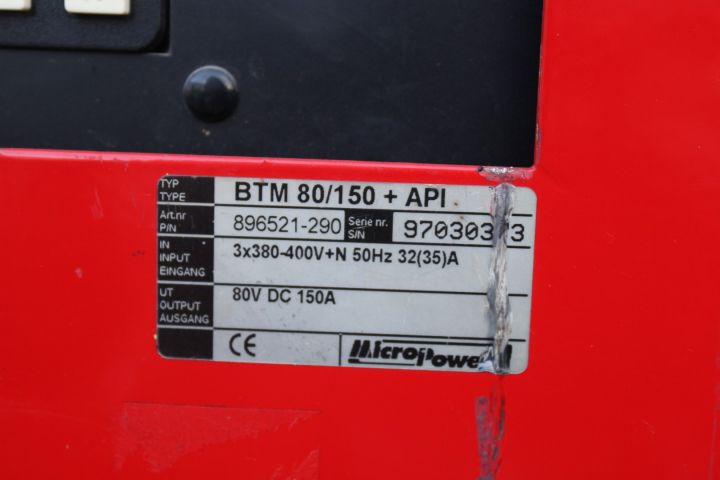 TYP
TYPE
BTM 80/150 + API
Art.nr
P/N
896521-290
Serie nr.
S/N
IN
INPUT
EINGANG
3x380-400V+N 50Hz 32(35)A
UT
OUTPUT
AUSGANG
80V DC 150A
CE
Micropower